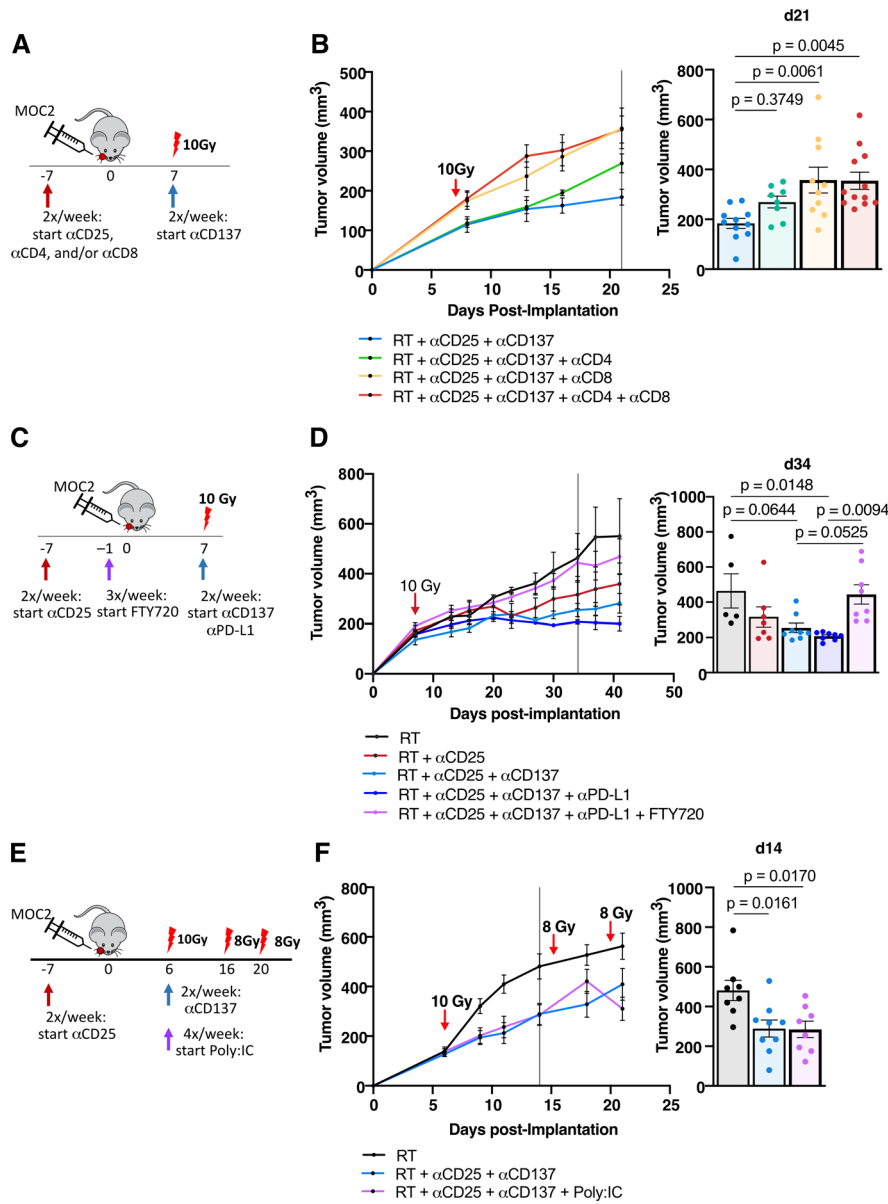 A
MOC2
10Gy
-7
0
7
2x/week:
start αCD25,
αCD4, and/or αCD8
2x/week:
start αCD137
B
Tumor volume (mm3)
500
400
300
200
100
0
10Gy
0
5
10
15
20
25
Days Post-Implantation
RT + αCD25 + αCD137
RT + αCD25 + αCD137 + αCD4
RT + αCD25 + αCD137 + αCD8
RT + αCD25 + αCD137 + αCD4 + αCD8
d21
p = 0.0045
p = 0.0061
p = 0.3749
Tumor volume (mm3)
800
600
400
200
0
C
MOC2
10 Gy
-7
−1
0
7
2x/week:
start αCD25
3x/week:
start FTY720
2x/week:
start αCD137
αPD-L1
D
Tumor volume (mm3)
800
600
400
200
0
10 Gy
0
10
20
30
40
50
Days post-implantation
RT
RT + αCD25
RT + αCD25 + αCD137
RT + αCD25 + αCD137 + αPD-L1
RT + αCD25 + αCD137 + αPD-L1 + FTY720
d34
p = 0.0148
p = 0.0644
p = 0.0094
p = 0.0525
Tumor volume (mm3)
1000
800
600
400
200
0
E
MOC2
10Gy
8Gy
8Gy
-7
0
6
16
20
2x/week:
start αCD25
2x/week:
αCD137
4x/week:
start Poly:IC
F
Tumor volume (mm3)
800
600
400
200
0
10 Gy
8 Gy
8 Gy
0
5
10
15
20
25
Days post-Implantation
RT
RT + αCD25 + αCD137
RT + αCD25 + αCD137 + Poly:IC
d14
p = 0.0170
p = 0.0161
Tumor volume (mm3)
1000
800
600
400
200
0